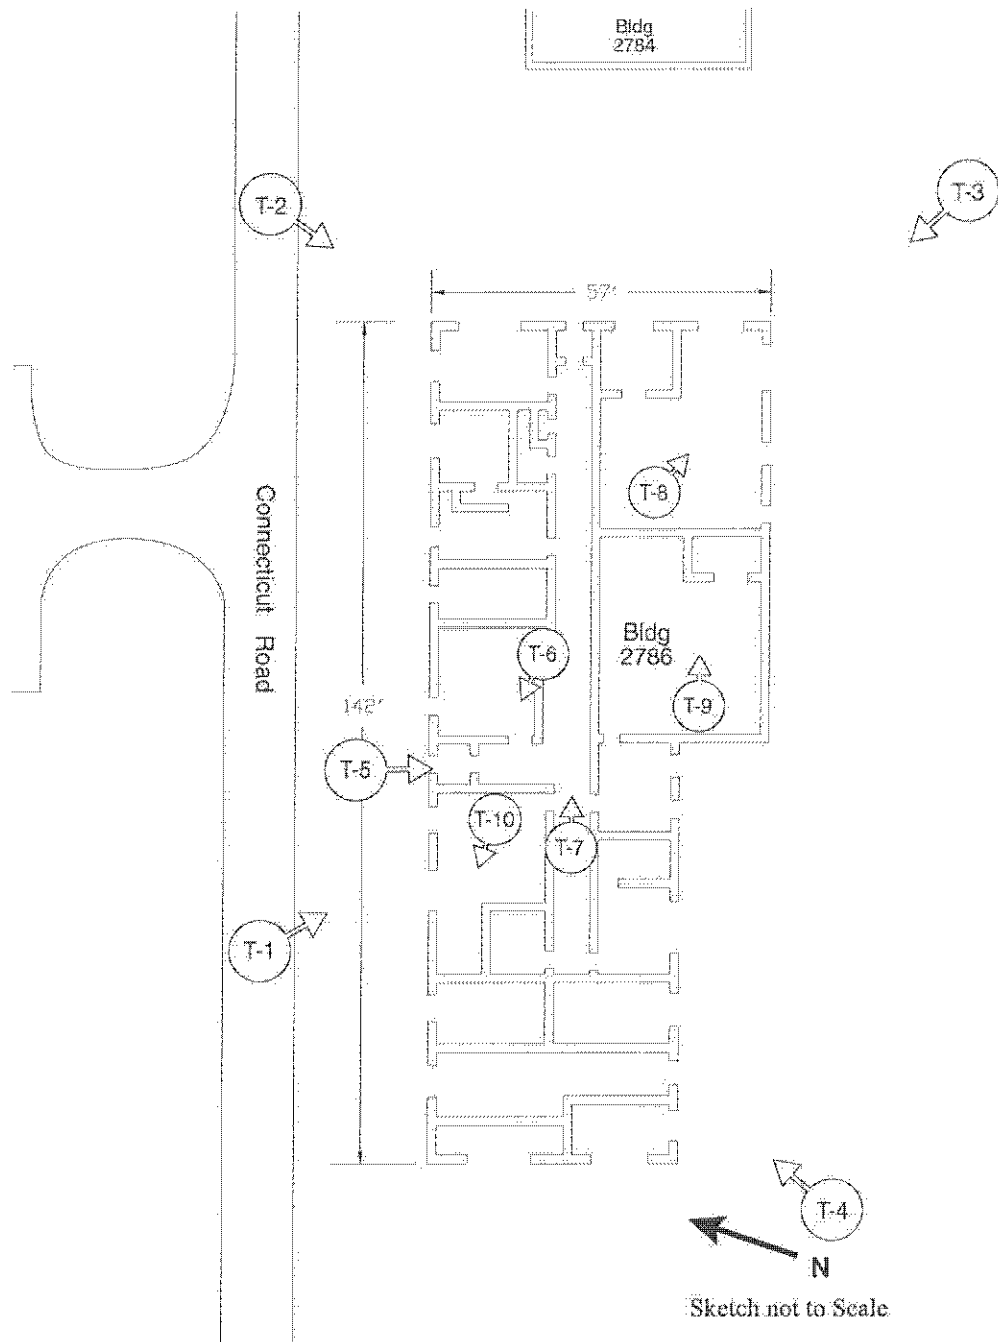 Bldg
2784
T-2
T-3
57'
T-8
Connecticut Road
Bldg
2786
T-6
142'
T-9
T-5
T-10
T-7
T-1
T-4
N
Sketch not to Scale